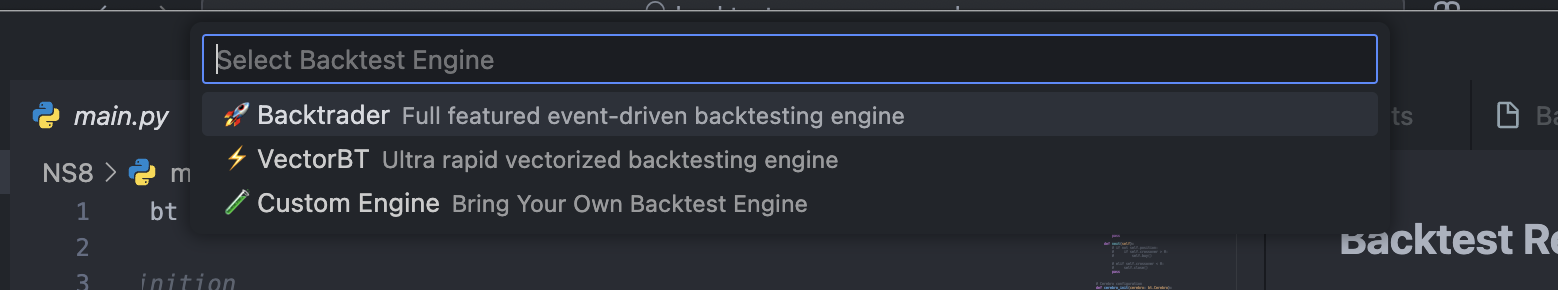 Select Backtest Engine
main.py
Backtrader Full featured event-driven backtesting engine
ts
Ba
VectorBT Ultra rapid vectorized backtesting engine
NS8 > m
Custom Engine Bring Your Own Backtest Engine
1 bt
2
Backtest Re
3 inition